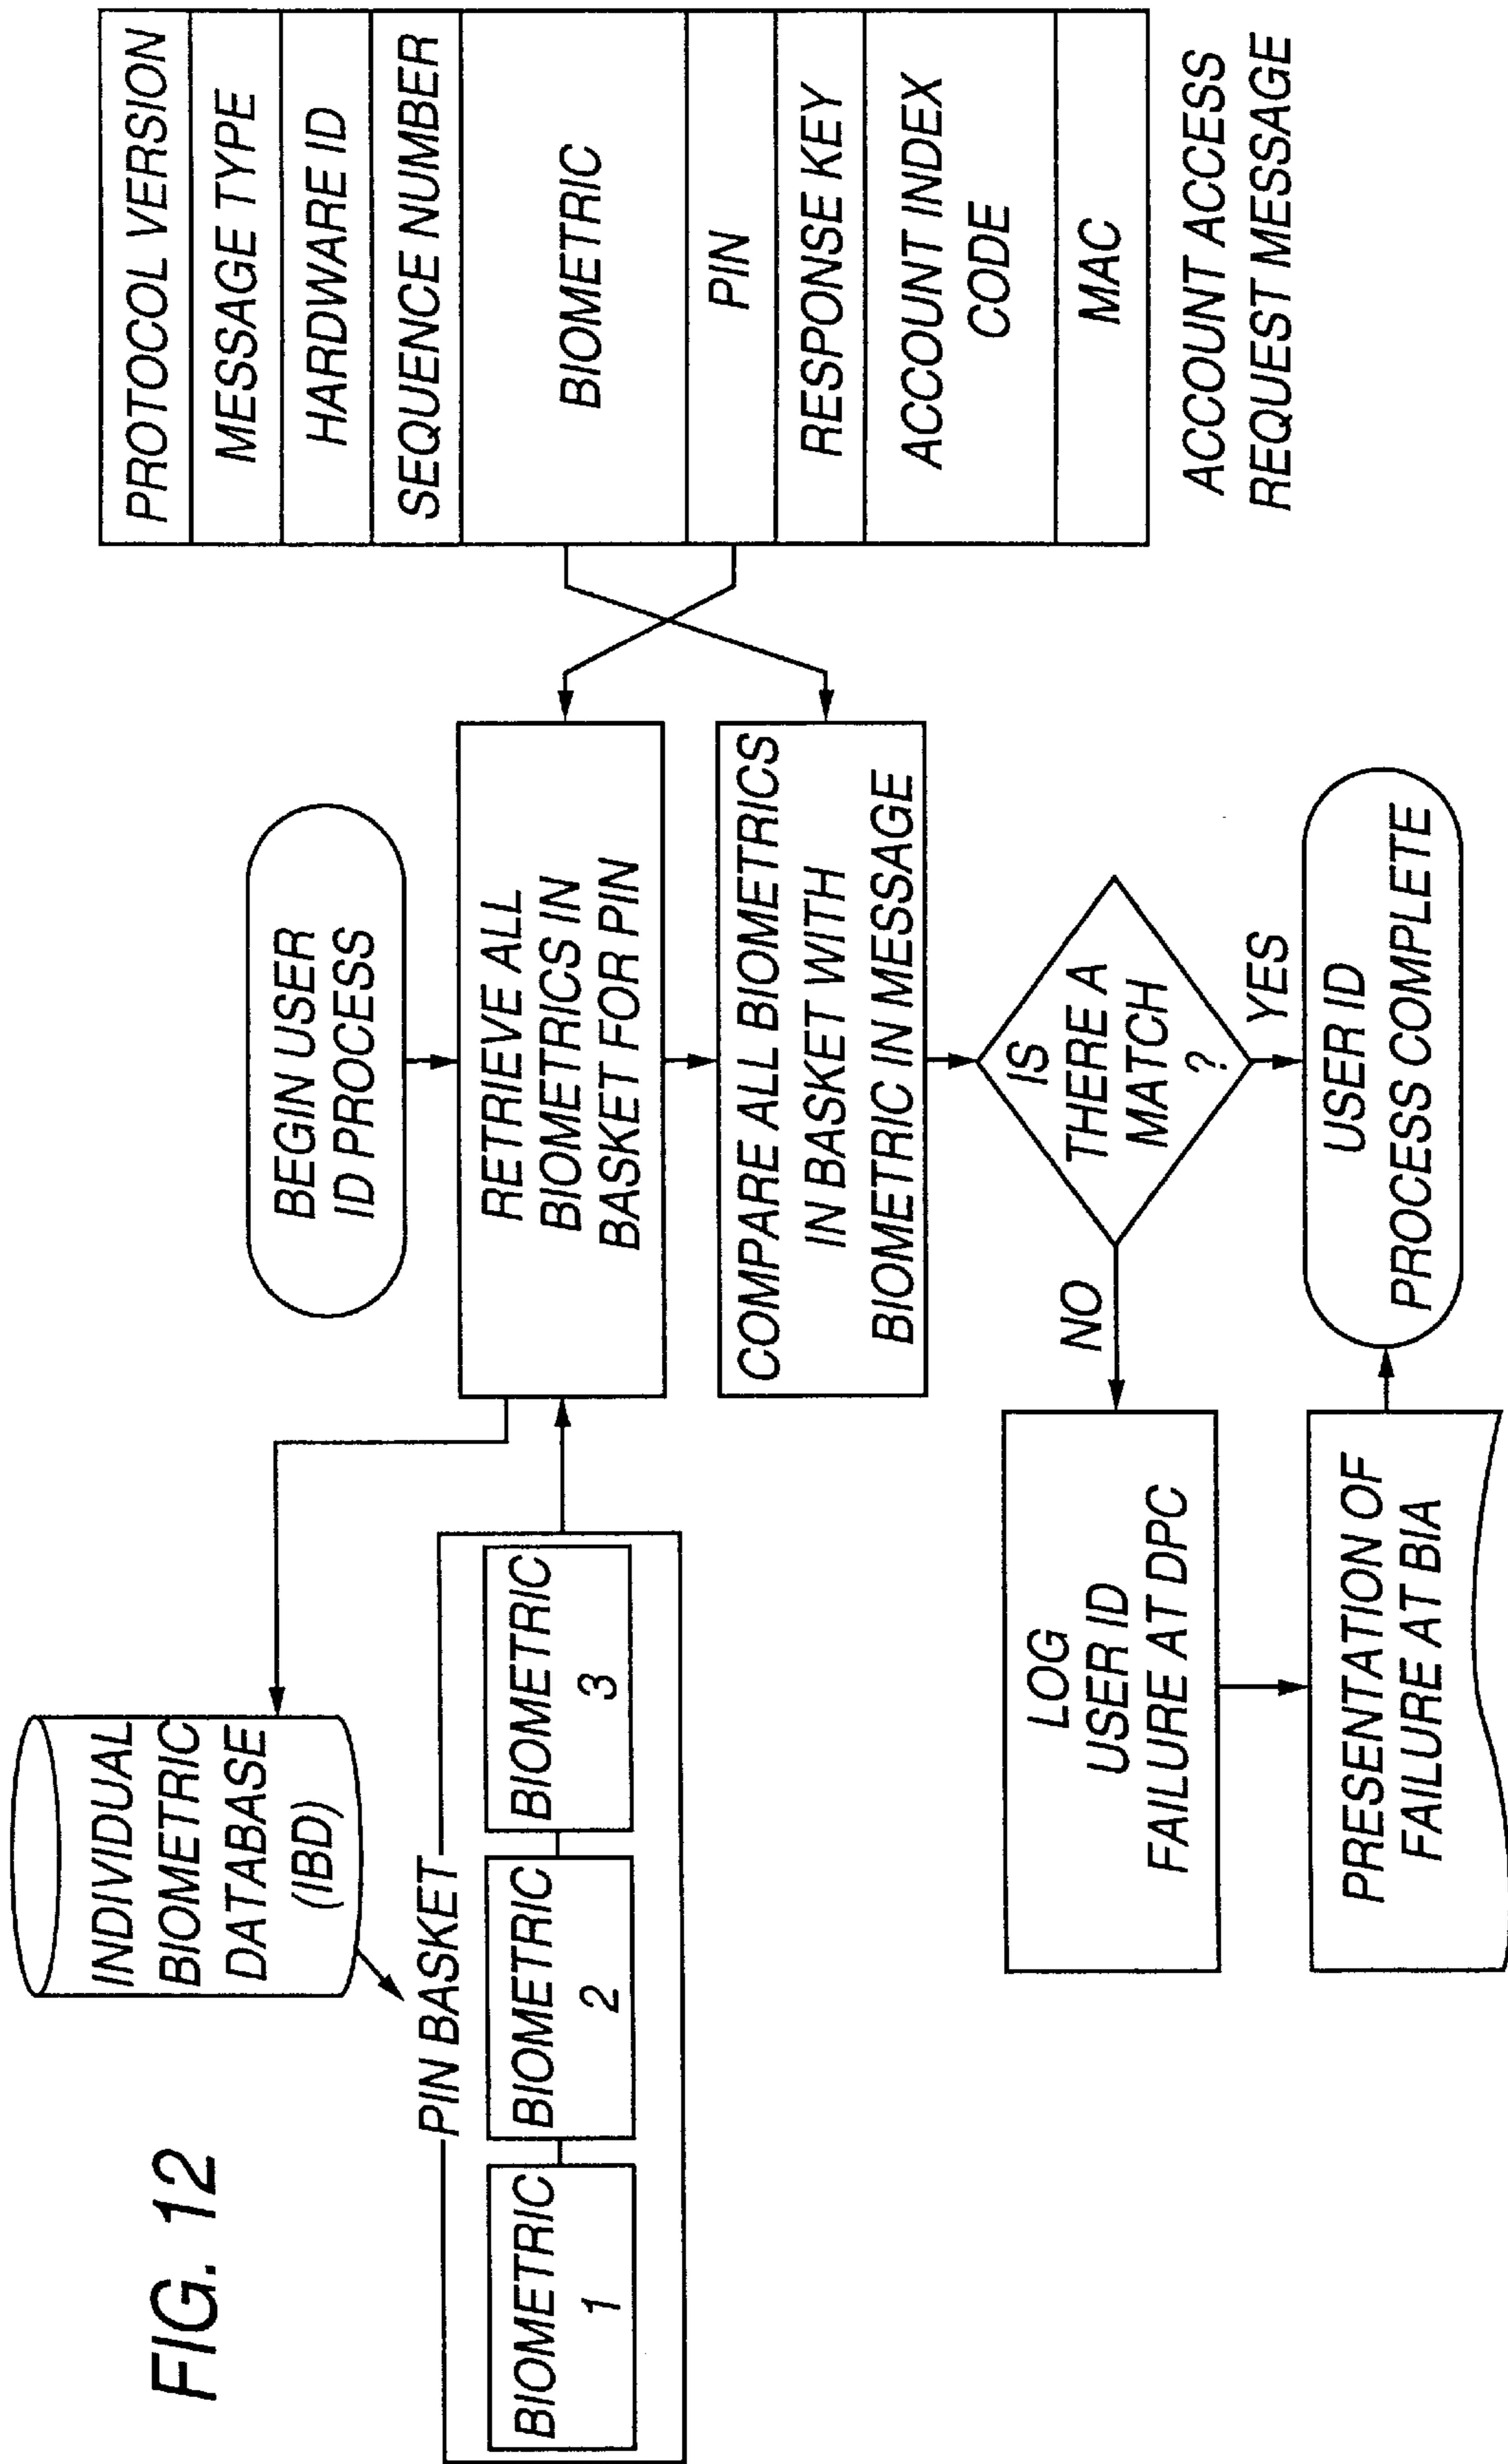 FIG. 12
INDIVIDUAL
BIOMETRIC
DATABASE
(IBD)
PIN BASKET
BIOMETRIC
1
BIOMETRIC
2
BIOMETRIC
3
BEGIN USER
ID PROCESS
RETRIEVE ALL
BIOMETRICS IN
BASKET FOR PIN
COMPARE ALL BIOMETRICS
IN BASKET WITH
BIOMETRIC IN MESSAGE
IS
THERE A
MATCH
?
NO
YES
LOG
USER ID
FAILURE AT DPC
PRESENTATION OF
FAILURE AT BIA
USER ID
PROCESS COMPLETE
PROTOCOL VERSION
MESSAGE TYPE
HARDWARE ID
SEQUENCE NUMBER
BIOMETRIC
PIN
RESPONSE KEY
ACCOUNT INDEX
CODE
MAC
ACCOUNT ACCESS
REQUEST MESSAGE